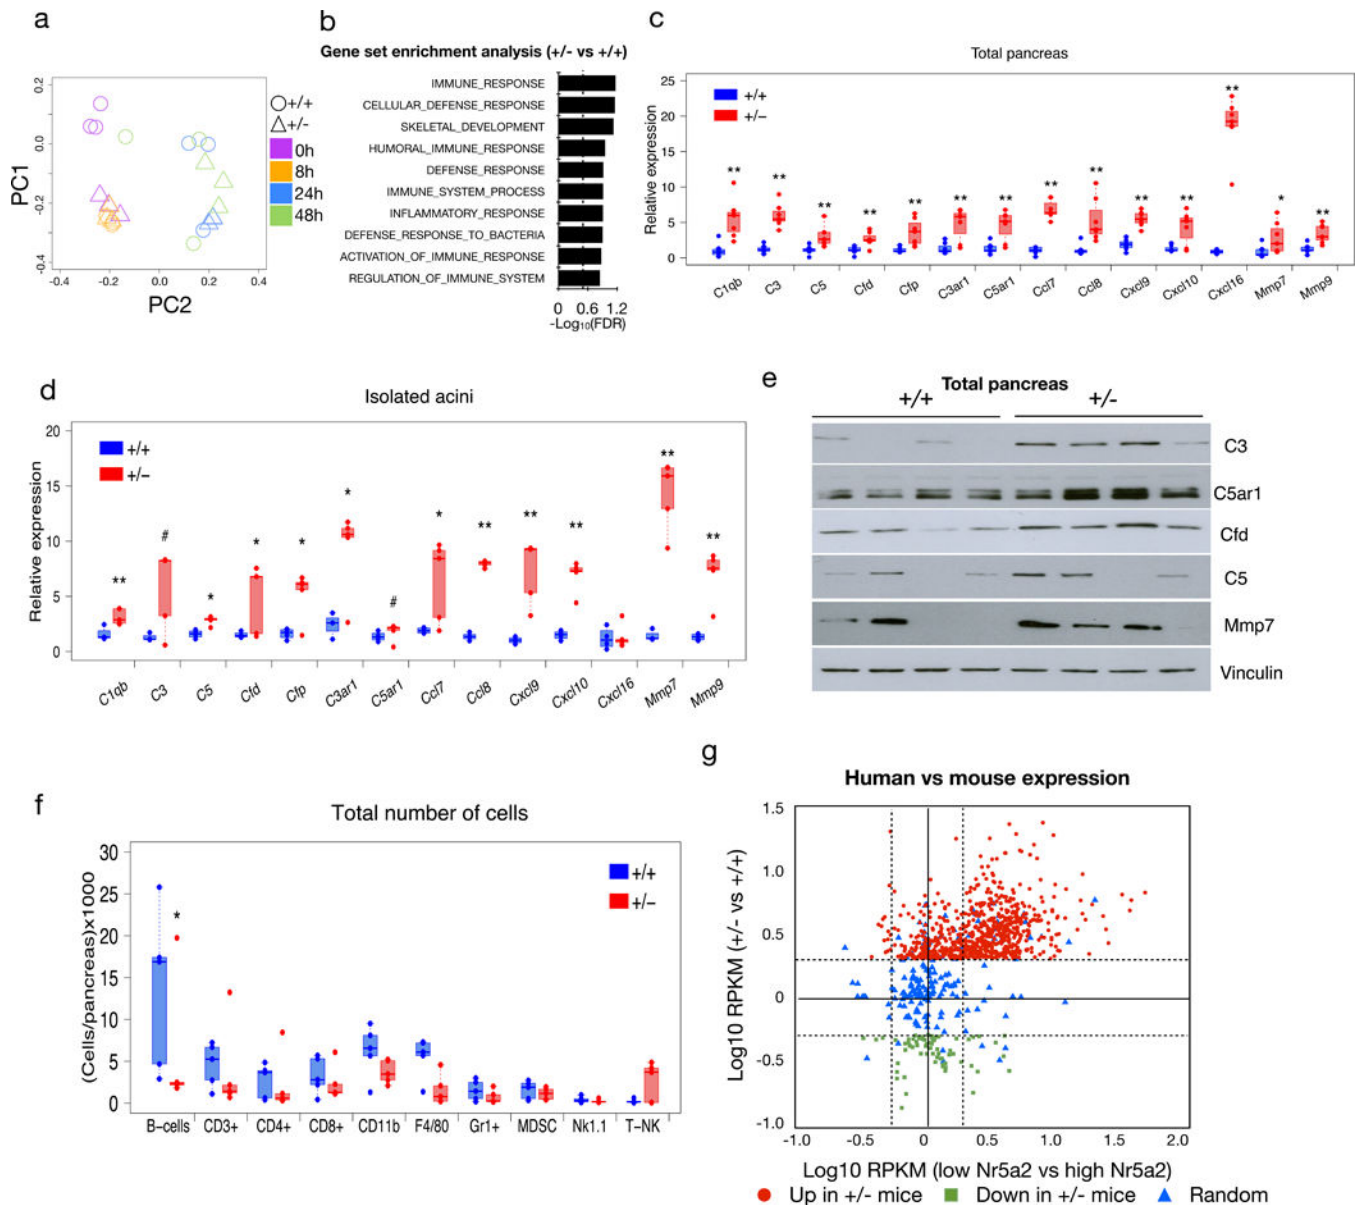 a
0.2
0.0
-0.2
-0.4
PC1
-0.4
-0.2
0.0
0.2
0.4
PC2
+/+
+/-
0h
8h
24h
48h
b
Gene set enrichment analysis (+/- vs +/+)
IMMUNE_RESPONSE
CELLULAR_DEFENSE_RESPONSE
SKELETAL_DEVELOPMENT
HUMORAL_IMMUNE_RESPONSE
DEFENSE_RESPONSE
IMMUNE_SYSTEM_PROCESS
INFLAMMATORY_RESPONSE
DEFENSE_RESPONSE_TO_BACTERIA
ACTIVATION_OF_IMMUNE_RESPONSE
REGULATION_OF_IMMUNE_SYSTEM
0 0.6 1.2
-Log₁₀(FDR)
c
Total pancreas
+/+
+/−
Relative expression
25
20
15
10
5
0
** ** ** ** ** ** ** ** ** ** ** ** * **
C1qb C3 C5 Cfd Cfp C3ar1 C5ar1 Ccl7 Ccl8 Cxcl9 Cxcl10 Cxcl16 Mmp7 Mmp9
d
Isolated acini
+/+
+/−
Relative expression
20
15
10
5
0
** # * * * * # * ** ** ** ** **
C1qb C3 C5 Cfd Cfp C3ar1 C5ar1 Ccl7 Ccl8 Cxcl9 Cxcl10 Cxcl16 Mmp7 Mmp9
e
Total pancreas
+/+ +/-
C3
C5ar1
Cfd
C5
Mmp7
Vinculin
f
Total number of cells
+/+
+/−
(Cells/pancreas)x1000
30
25
20
15
10
5
0
*
B−cells CD3+ CD4+ CD8+ CD11b F4/80 Gr1+ MDSC Nk1.1 T−NK
g
Human vs mouse expression
Log10 RPKM (+/- vs +/+)
1.5
1.0
0.5
0
-0.5
-1.0
-1.0 -0.5 0 0.5 1.0 1.5 2.0
Log10 RPKM (low Nr5a2 vs high Nr5a2)
Up in +/- mice Down in +/- mice Random